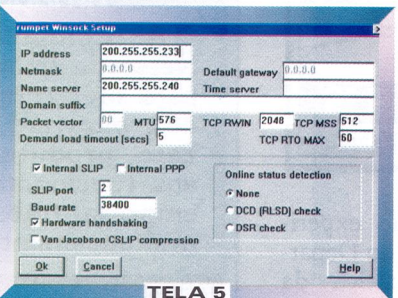 rumpet Winsock Setup
IP address 200.255.255.233
Netmask 0.0.0.0 Default gateway 0.0.0.0
Name server 200.255.255.240 Time server
Domain suffix
Packet vector 00 MTU 576 TCP RWIN 2048 TCP MSS 512
Demand load timeout (secs) 5 TCP RTO MAX 60
Internal SLIP Internal PPP Online status detection
SLIP port 2 None
Baud rate 38400 DCD (RLSD) check
Hardware handshaking DSR check
Van Jacobson CSLIP compression
Ok Cancel Help
TELA 5